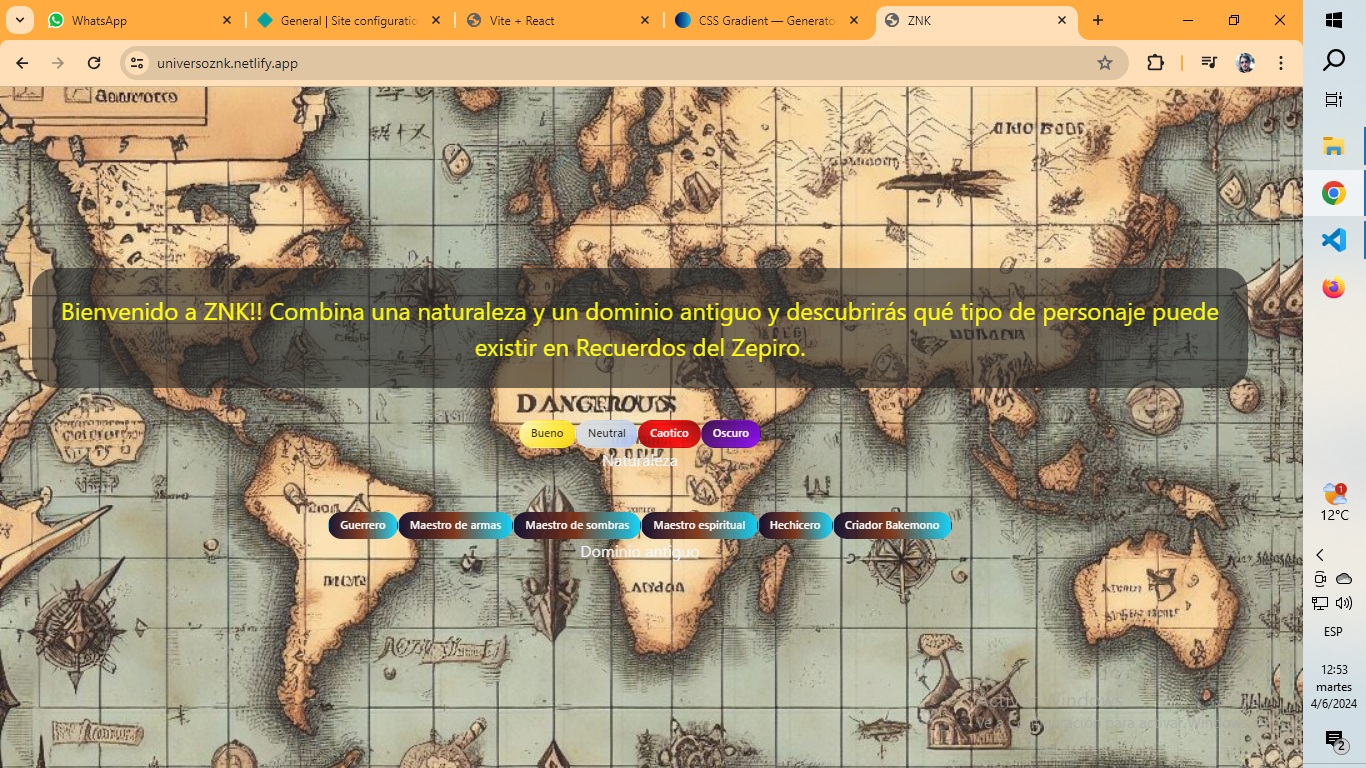 WhatsApp
General | Site configuratio
Vite + React
CSS Gradient — Generato
ZNK
universoznk.netlify.app
Bienvenido a ZNK!! Combina una naturaleza y un dominio antiguo y descubrirás qué tipo de personaje puede
existir en Recuerdos del Zepiro.
DANGEROUS
Bueno
Neutral
Caotico
Oscuro
Naturaleza
Guerrero
Maestro de armas
Maestro de sombras
Maestro espiritual
Hechicero
Criador Bakemono
Dominio antiguo
1
12°C
ESP
12:53
martes
4/6/2024
2